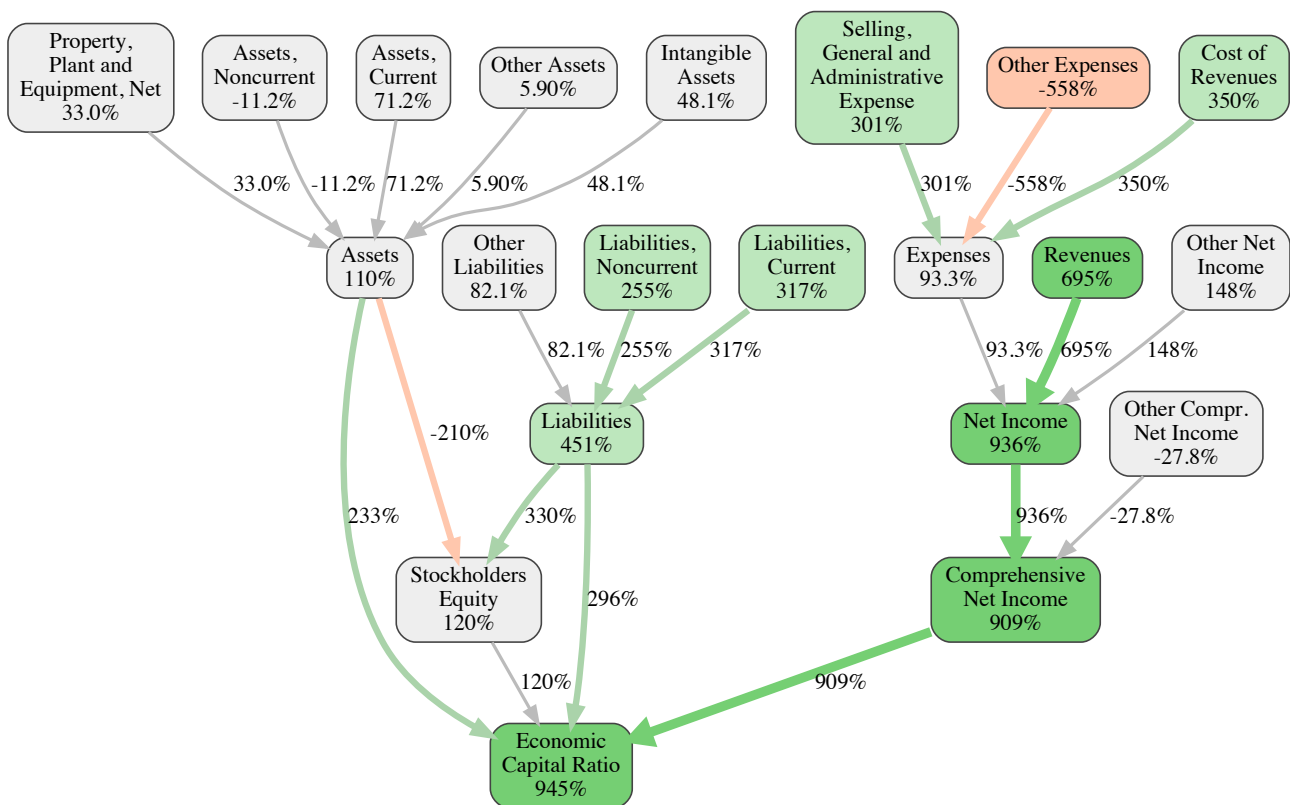 Property,
Plant and
Equipment, Net
33.0%
Assets,
Noncurrent
-11.2%
Assets,
Current
71.2%
Other Assets
5.90%
Intangible
Assets
48.1%
Selling,
General and
Administrative
Expense
301%
Other Expenses
-558%
Cost of
Revenues
350%
33.0%
-11.2%
71.2%
5.90%
48.1%
301%
-558%
350%
Assets
110%
Other
Liabilities
82.1%
Liabilities,
Noncurrent
255%
Liabilities,
Current
317%
Expenses
93.3%
Revenues
695%
Other Net
Income
148%
82.1%
255%
317%
93.3%
695%
148%
-210%
Liabilities
451%
Net Income
936%
Other Compr.
Net Income
-27.8%
233%
330%
936%
-27.8%
Stockholders
Equity
120%
296%
Comprehensive
Net Income
909%
120%
909%
Economic
Capital Ratio
945%